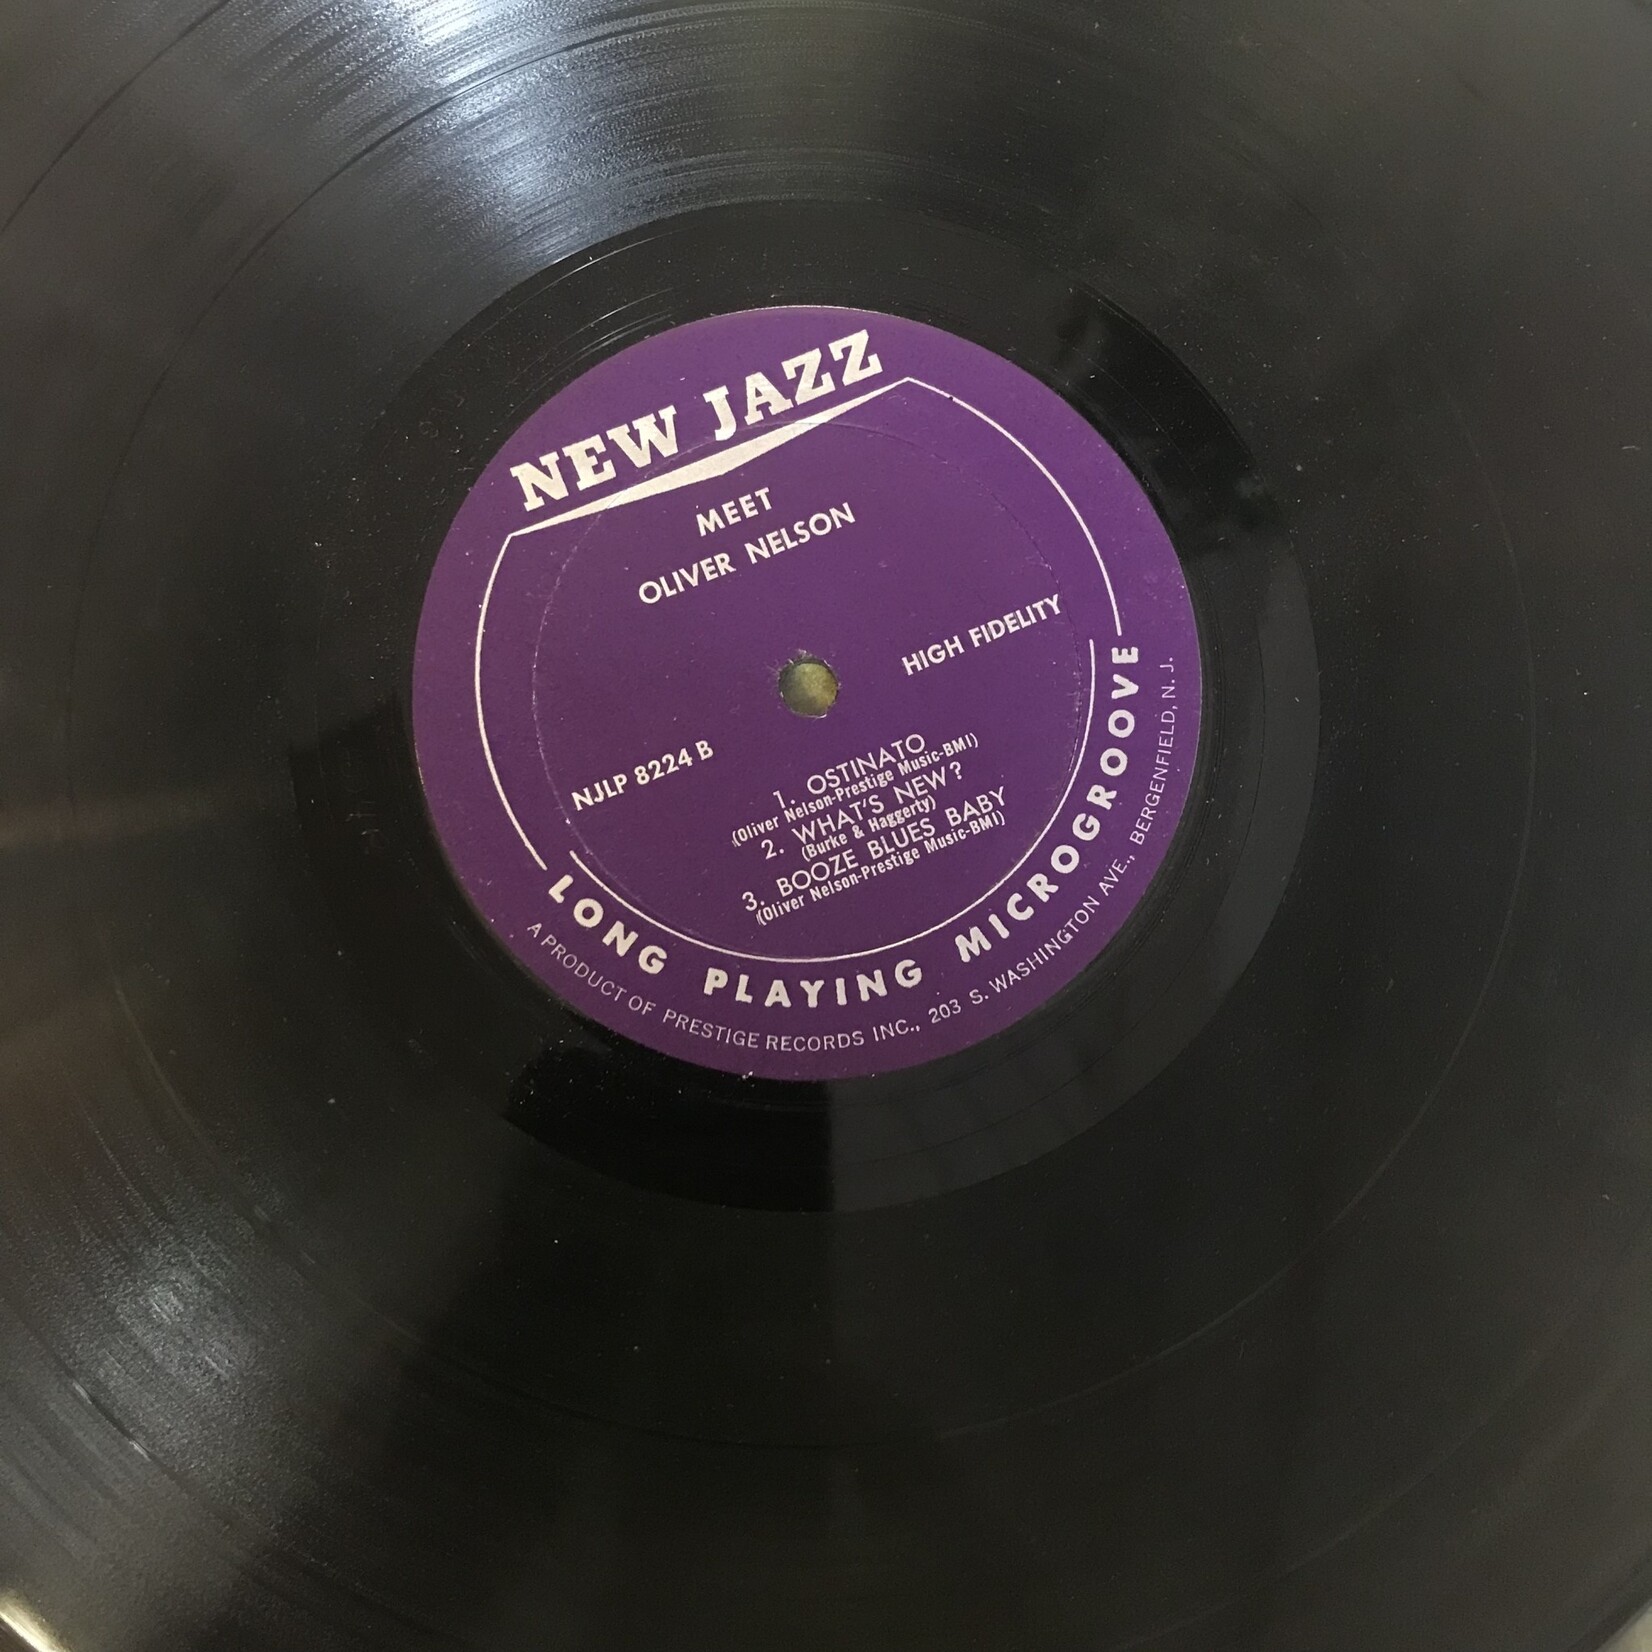 NEW JAZZ
MEET
OLIVER NELSON
HIGH FIDELITY
NJLP 8224 B
1. OSTINATO
(Oliver Nelson-Prestige Music-BMI)
2. WHAT'S NEW?
(Burke & Haggerty)
3. BOOZE BLUES BABY
(Oliver Nelson-Prestige Music-BMI)
LONG PLAYING MICROGROOVE
A PRODUCT OF PRESTIGE RECORDS INC., 203 S. WASHINGTON AVE., BERGENFIELD, N. J.